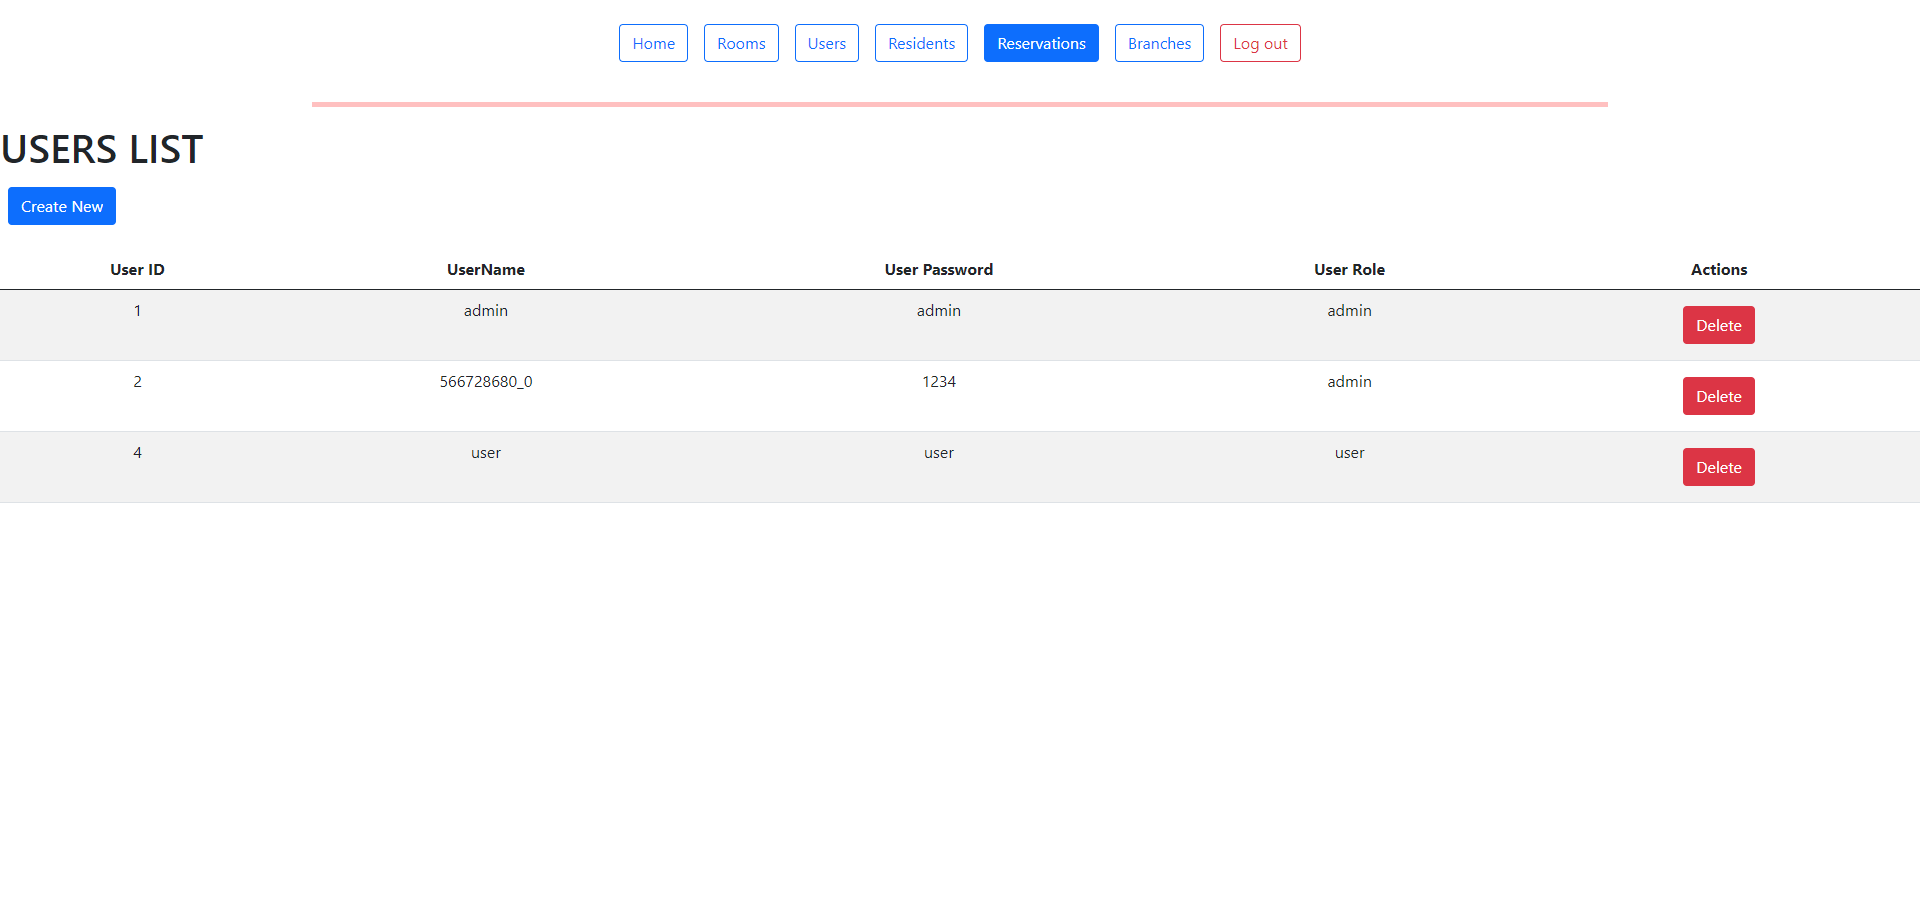 Home Rooms Users Residents Reservations Branches Log out
USERS LIST
Create New
User ID UserName User Password User Role Actions
1 admin admin admin Delete
2 566728680_0 1234 admin Delete
4 user user user Delete